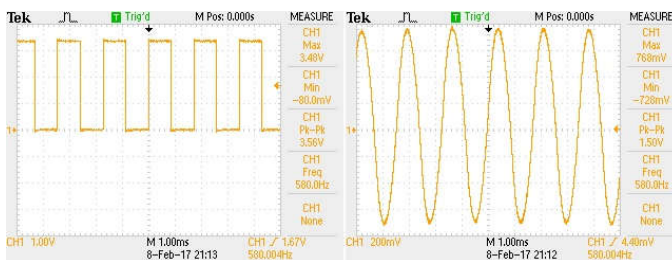 Tek T Trig'd M Pos: 0.000s MEASURE
CH1
Max
3.48V
CH1
Min
-80.0mV
1
CH1
Pk-Pk
3.56V
CH1
Freq
580.0Hz
CH1
None
CH1 1.00V M 1.00ms CH1 1.67V
8-Feb-17 21:13 580.004Hz
Tek T Trig'd M Pos: 0.000s MEASURE
CH1
Max
768mV
CH1
Min
-728mV
1
CH1
Pk-Pk
1.50V
CH1
Freq
580.0Hz
CH1
None
CH1 200mV M 1.00ms CH1 4.40mV
8-Feb-17 21:12 580.004Hz